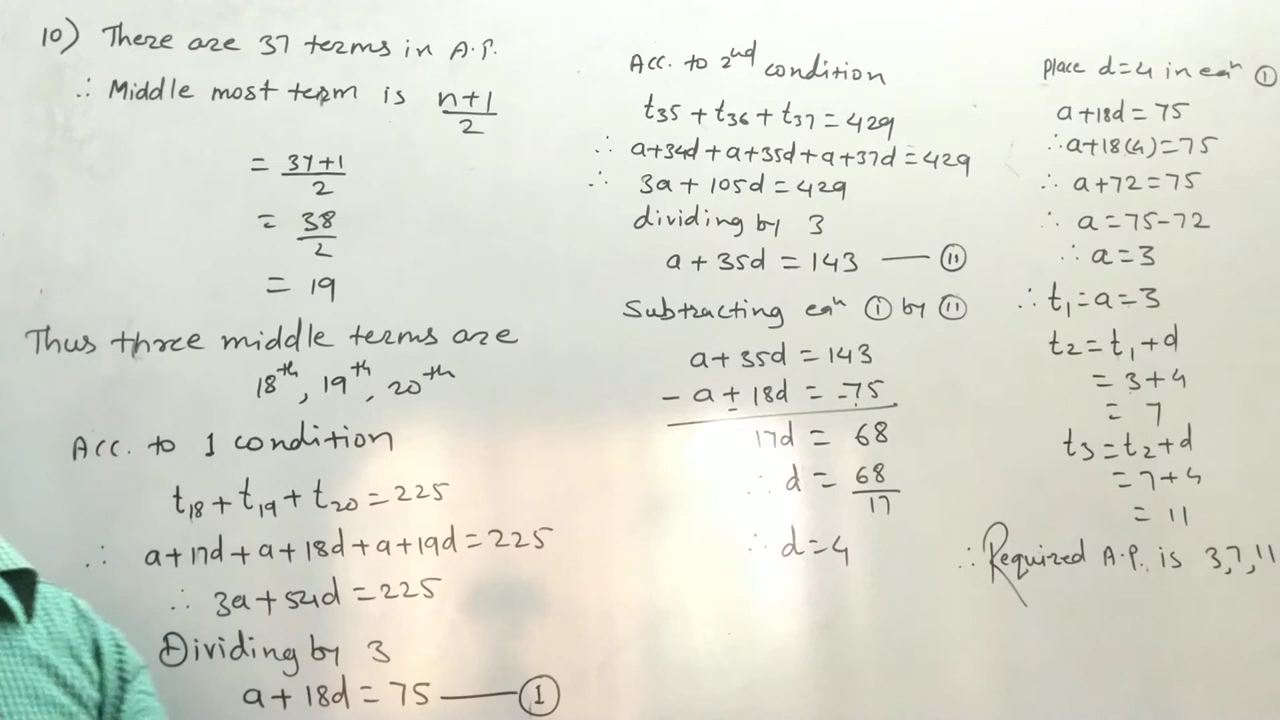 10) There are 37 terms in A.P.
∴ Middle most term is n+1/2
= 37+1/2
= 38/2
= 19
Thus three middle terms are
18th, 19th, 20th
Acc. to 1 condition
t18 + t19 + t20 = 225
∴ a+17d+a+18d+a+19d=225
∴ 3a+54d=225
Dividing by 3
a+18d=75 —— (I)
Acc. to 2nd condition
t35 + t36 + t37 = 429
∴ a+34d+a+35d+a+37d=429
∴ 3a+105d=429
dividing by 3
a+35d=143 —— (II)
Subtracting eqn (I) by (II)
a+35d=143
- a+18d=-75
17d = 68
∴ d = 68/17
∴ d=4
place d=4 in eqn (I)
a+18d=75
∴ a+18(4)=75
∴ a+72=75
∴ a=75-72
∴ a=3
∴ t1=a=3
t2=t1+d
= 3+4
= 7
t3=t2+d
=7+4
= 11
∴ Required A.P. is 3,7,11